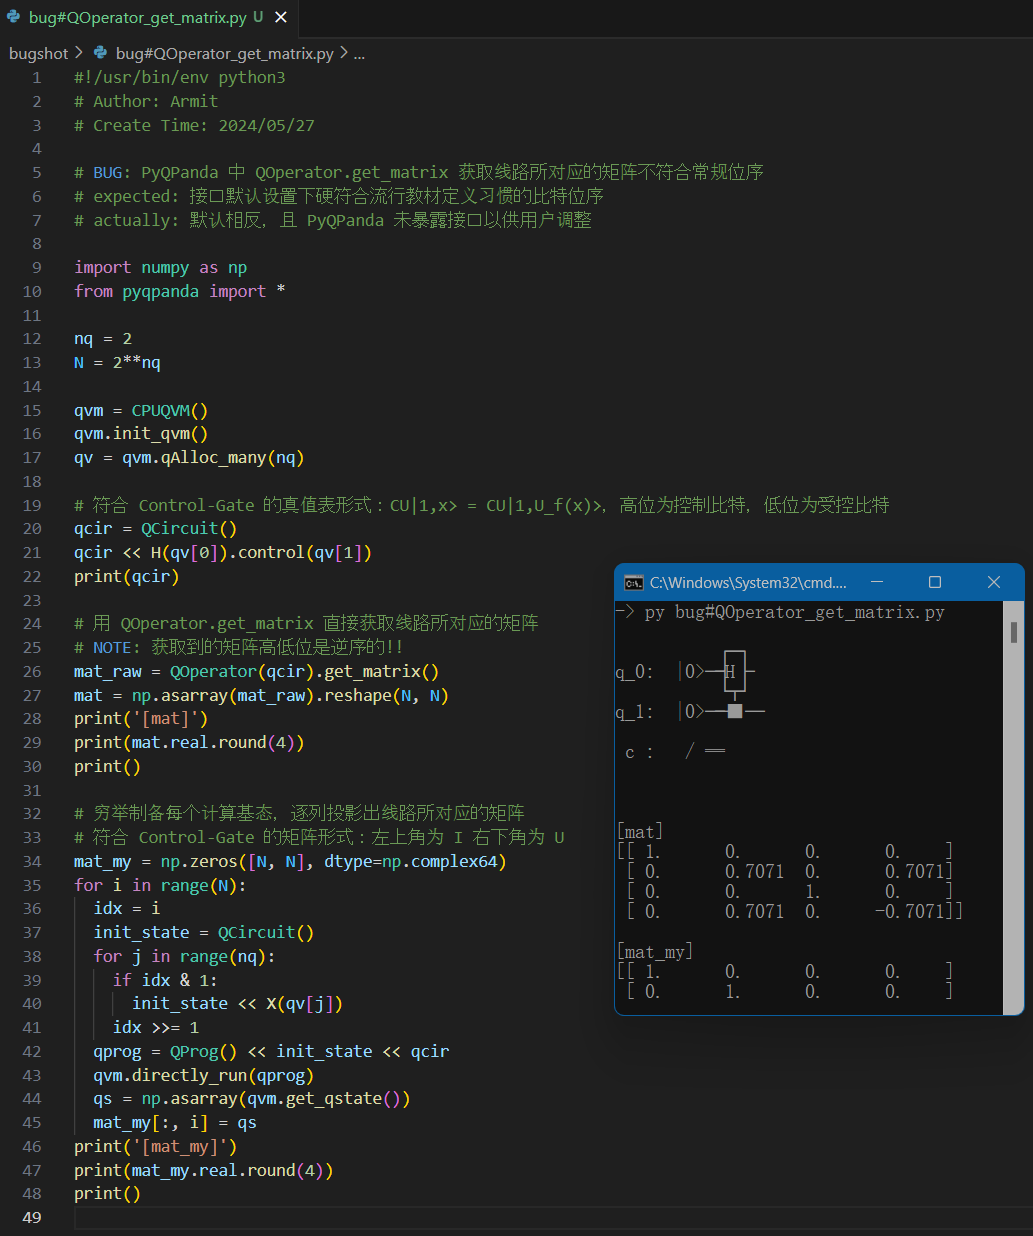 bug#QOperator_get_matrix.py U ×
bugshot > bug#QOperator_get_matrix.py > ...
1 #!/usr/bin/env python3
2 # Author: Armit
3 # Create Time: 2024/05/27
4
5 # BUG: PyQPanda 中 QOperator.get_matrix 获取线路所对应的矩阵不符合常规位序
6 # expected: 接口默认设置下硬符合流行教材定义习惯的比特位序
7 # actually: 默认相反，且 PyQPanda 未暴露接口以供用户调整
8
9 import numpy as np
10 from pyqpanda import *
11
12 nq = 2
13 N = 2**nq
14
15 qvm = CPUQVM()
16 qvm.init_qvm()
17 qv = qvm.qAlloc_many(nq)
18
19 # 符合 Control-Gate 的真值表形式：CU|1,x> = CU|1,U_f(x)>, 高位为控制比特，低位为受控比特
20 qcir = QCircuit()
21 qcir << H(qv[0]).control(qv[1])
22 print(qcir)
23
24 # 用 QOperator.get_matrix 直接获取线路所对应的矩阵
25 # NOTE: 获取到的矩阵高低位是逆序的!!
26 mat_raw = QOperator(qcir).get_matrix()
27 mat = np.asarray(mat_raw).reshape(N, N)
28 print('[mat]')
29 print(mat.real.round(4))
30 print()
31
32 # 穷举制备每个计算基态，逐列投影出线路所对应的矩阵
33 # 符合 Control-Gate 的矩阵形式：左上角为 I 右下角为 U
34 mat_my = np.zeros([N, N], dtype=np.complex64)
35 for i in range(N):
36 idx = i
37 init_state = QCircuit()
38 for j in range(nq):
39 if idx & 1:
40 init_state << X(qv[j])
41 idx >>= 1
42 qprog = QProg() << init_state << qcir
43 qvm.directly_run(qprog)
44 qs = np.asarray(qvm.get_qstate())
45 mat_my[:, i] = qs
46 print('[mat_my]')
47 print(mat_my.real.round(4))
48 print()
49
C:\Windows\System32\cmd....
-> py bug#QOperator_get_matrix.py
q_0: |0>─┤H├
q_1: |0>──■──
c : / ══
[mat]
[[ 1. 0. 0. 0. ]
[ 0. 0.7071 0. 0.7071]
[ 0. 0. 1. 0. ]
[ 0. 0.7071 0. -0.7071]]
[mat_my]
[[ 1. 0. 0. 0. ]
[ 0. 1. 0. 0. ]